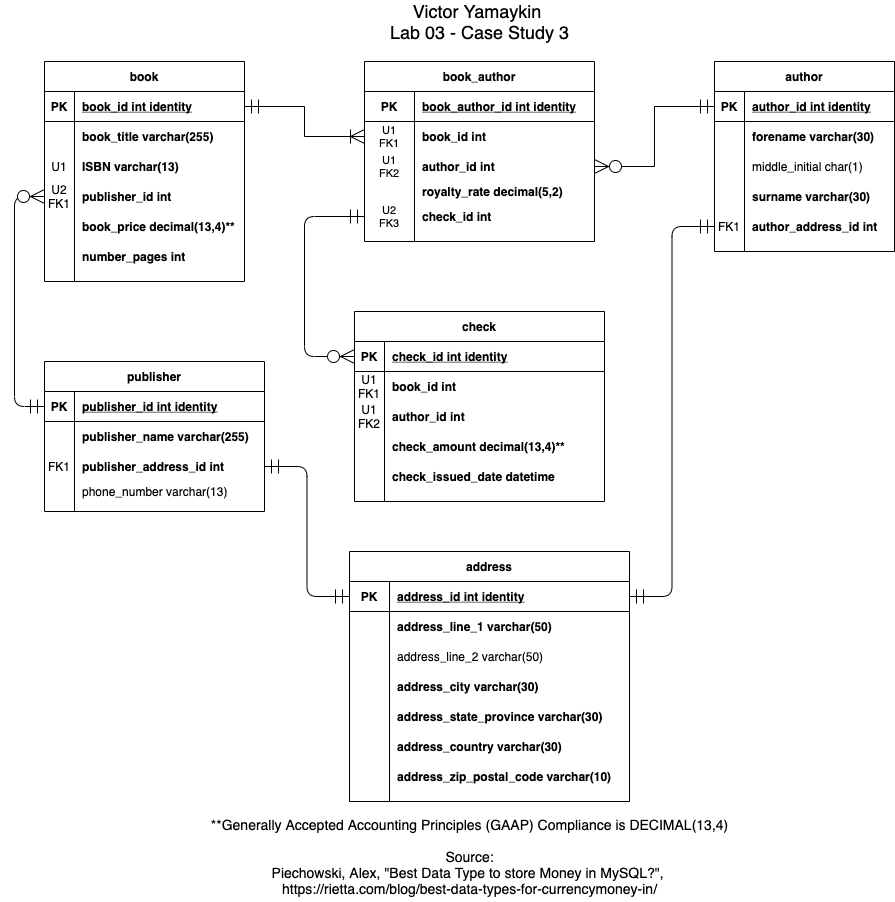 Victor Yamaykin
Lab 03 - Case Study 3
book
PK book_id int identity
book_title varchar(255)
U1 ISBN varchar(13)
U2
FK1 publisher_id int
book_price decimal(13,4)**
number_pages int
book_author
PK book_author_id int identity
U1
FK1 book_id int
U1
FK2 author_id int
royalty_rate decimal(5,2)
U2
FK3 check_id int
author
PK author_id int identity
forename varchar(30)
middle_initial char(1)
surname varchar(30)
FK1 author_address_id int
publisher
PK publisher_id int identity
publisher_name varchar(255)
FK1 publisher_address_id int
phone_number varchar(13)
check
PK check_id int identity
U1
FK1 book_id int
U1
FK2 author_id int
check_amount decimal(13,4)**
check_issued_date datetime
address
PK address_id int identity
address_line_1 varchar(50)
address_line_2 varchar(50)
address_city varchar(30)
address_state_province varchar(30)
address_country varchar(30)
address_zip_postal_code varchar(10)
**Generally Accepted Accounting Principles (GAAP) Compliance is DECIMAL(13,4)
Source:
Piechowski, Alex, "Best Data Type to store Money in MySQL?",
https://rietta.com/blog/best-data-types-for-currencymoney-in/